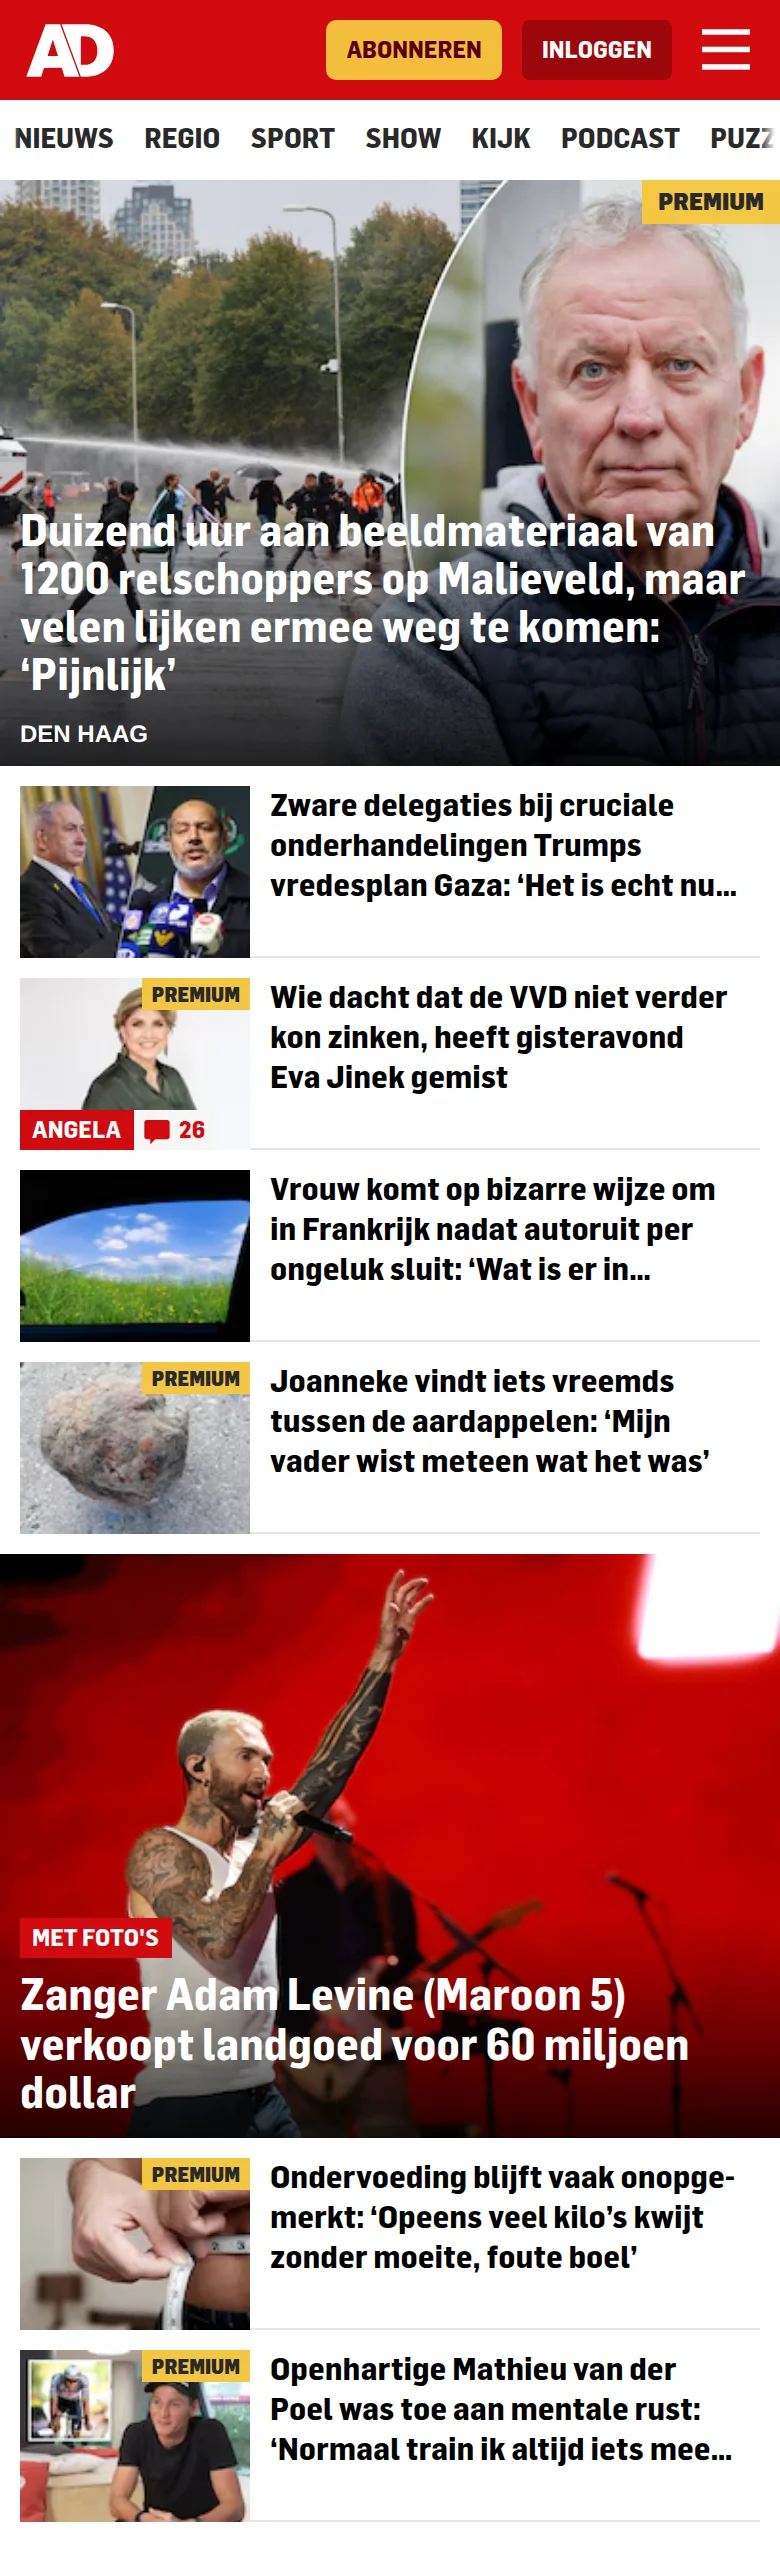 AD
ABONNEREN
INLOGGEN
NIEUWS REGIO SPORT SHOW KIJK PODCAST PUZZ
PREMIUM
Duizend uur aan beeldmateriaal van
1200 relschoppers op Malieveld, maar
velen lijken ermee weg te komen:
‘Pijnlijk’
DEN HAAG
Zware delegaties bij cruciale
onderhandelingen Trumps
vredesplan Gaza: ‘Het is echt nu...
PREMIUM
ANGELA
26
Wie dacht dat de VVD niet verder
kon zinken, heeft gisteravond
Eva Jinek gemist
Vrouw komt op bizarre wijze om
in Frankrijk nadat autoruit per
ongeluk sluit: ‘Wat is er in...
PREMIUM
Joanneke vindt iets vreemds
tussen de aardappelen: ‘Mijn
vader wist meteen wat het was’
MET FOTO'S
Zanger Adam Levine (Maroon 5)
verkoopt landgoed voor 60 miljoen
dollar
PREMIUM
Ondervoeding blijft vaak onopge-
merkt: ‘Opeens veel kilo’s kwijt
zonder moeite, foute boel’
PREMIUM
Openhartige Mathieu van der
Poel was toe aan mentale rust:
‘Normaal train ik altijd iets mee...